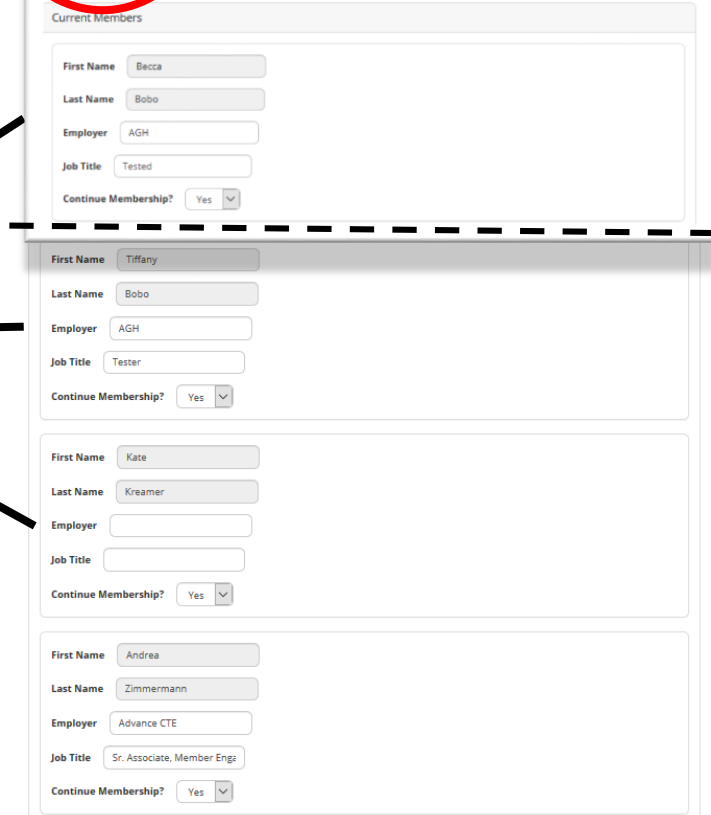 Current Members
First Name Becca
Last Name Bobo
Employer AGH
Job Title Tested
Continue Membership? Yes
First Name Tiffany
Last Name Bobo
Employer AGH
Job Title Tester
Continue Membership? Yes
First Name Kate
Last Name Kreamer
Employer
Job Title
Continue Membership? Yes
First Name Andrea
Last Name Zimmermann
Employer Advance CTE
Job Title Sr. Associate, Member Enga
Continue Membership? Yes